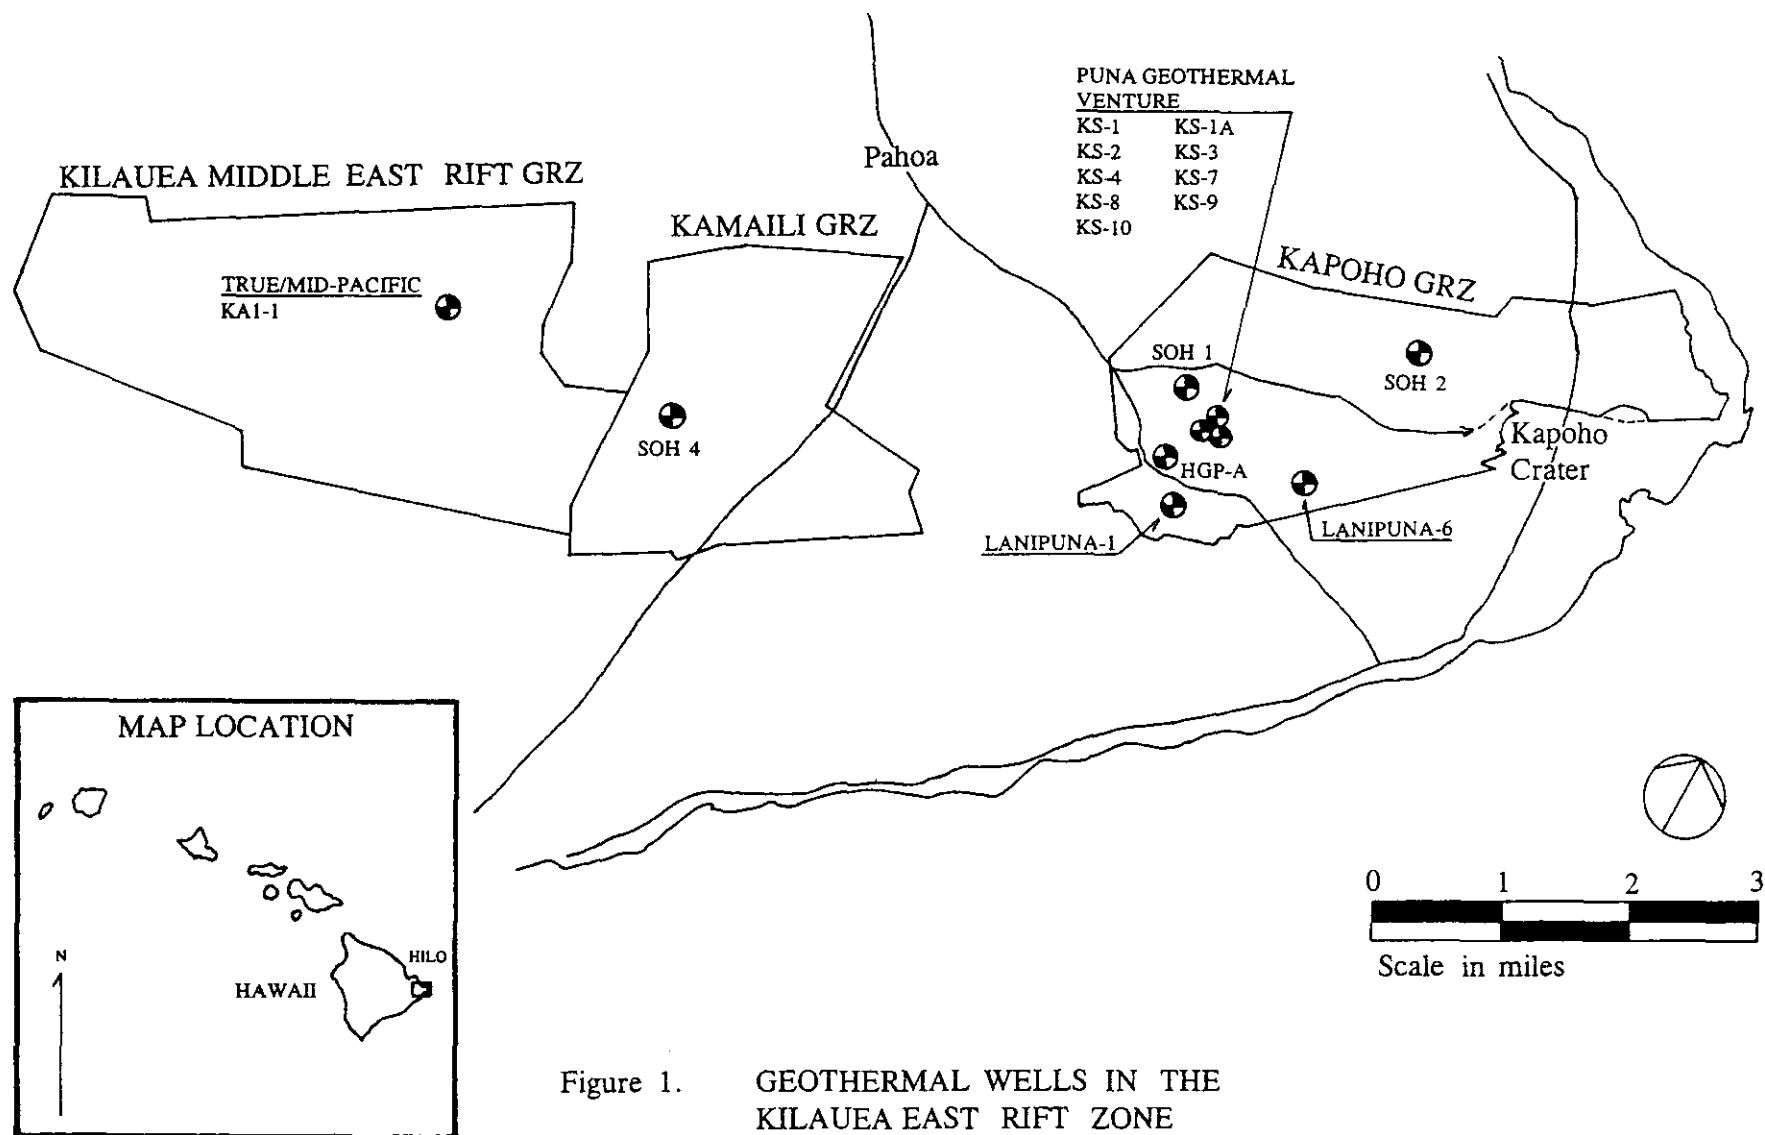 PUNA GEOTHERMAL
VENTURE
KS-1 KS-1A
KS-2 KS-3
KS-4 KS-7
KS-8 KS-9
KS-10
Pahoa
KILAUEA MIDDLE EAST RIFT GRZ
KAMAILI GRZ
KAPOHO GRZ
TRUE/MID-PACIFIC
KA1-1
SOH 1
SOH 2
SOH 4
Kapoho
Crater
HGP-A
LANIPUNA-1
LANIPUNA-6
MAP LOCATION
N
HILO
HAWAII
0 1 2 3
Scale in miles
Figure 1. GEOTHERMAL WELLS IN THE
KILAUEA EAST RIFT ZONE